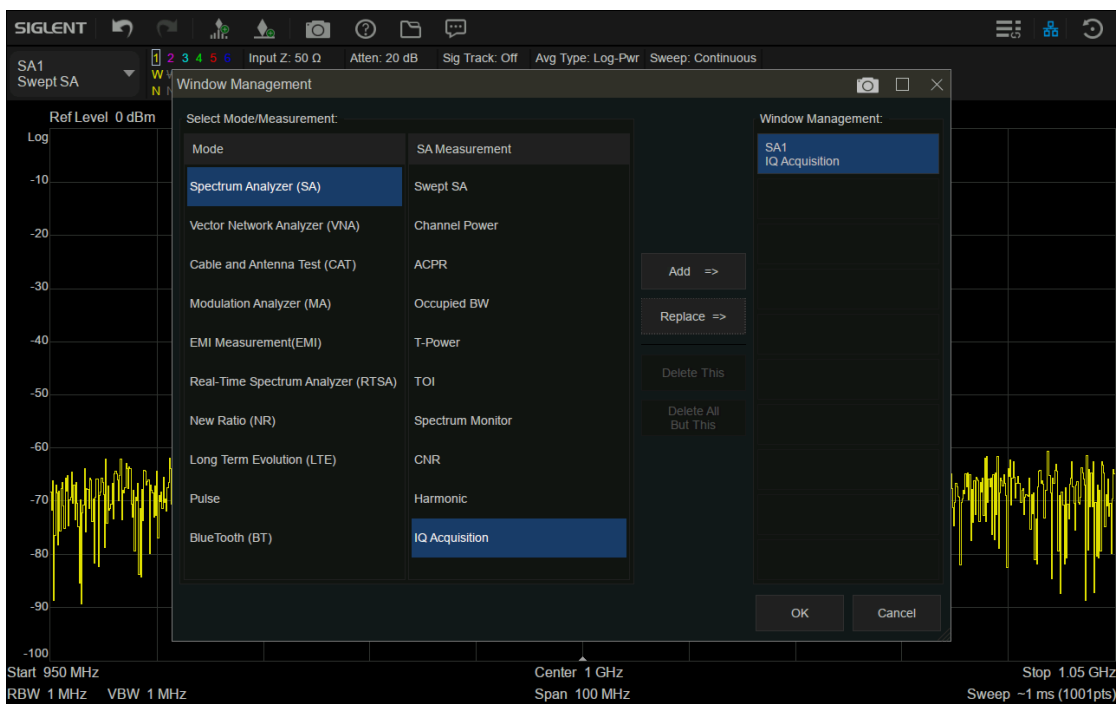 SIGLENT
SA1
Swept SA
1 2 3 4 5 6
Input Z: 50 Ω Atten: 20 dB Sig Track: Off Avg Type: Log-Pwr Sweep: Continuous
W
N
Window Management
Ref Level 0 dBm
Log
-10
-20
-30
-40
-50
-60
-70
-80
-90
-100
Select Mode/Measurement:
Mode
Spectrum Analyzer (SA)
Vector Network Analyzer (VNA)
Cable and Antenna Test (CAT)
Modulation Analyzer (MA)
EMI Measurement(EMI)
Real-Time Spectrum Analyzer (RTSA)
New Ratio (NR)
Long Term Evolution (LTE)
Pulse
BlueTooth (BT)
SA Measurement
Swept SA
Channel Power
ACPR
Occupied BW
T-Power
TOI
Spectrum Monitor
CNR
Harmonic
IQ Acquisition
Add =>
Replace =>
Delete This
Delete All
But This
Window Management:
SA1
IQ Acquisition
OK Cancel
Start 950 MHz Center 1 GHz Stop 1.05 GHz
RBW 1 MHz VBW 1 MHz Span 100 MHz Sweep ~1 ms (1001pts)